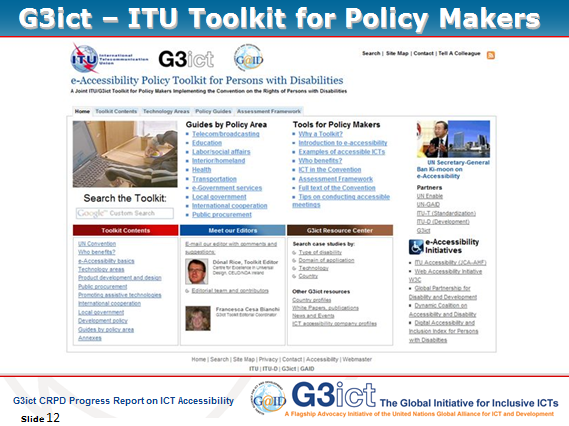 G3ict – ITU Toolkit for Policy Makers
Search | Site Map | Contact | Tell A Colleague
ITU International Telecommunication Union
G3ict
G@iD
e-Accessibility Policy Toolkit for Persons with Disabilities
A Joint ITU/G3ict Toolkit for Policy Makers Implementing the Convention on the Rights of Persons with Disabilities
Home Toolkit Contents Technology Areas Policy Guides Assessment Framework
Search the Toolkit:
Google Custom Search
Guides by Policy Area
Telecom/broadcasting
Education
Labor/social affairs
Interior/homeland
Health
Transportation
e-Government services
Local government
International cooperation
Public procurement
Tools for Policy Makers
Why a Toolkit?
Introduction to e-accessibility
Examples of accessible ICTs
Who benefits?
ICT in the Convention
Assessment Framework
Full text of the Convention
Tips on conducting accessible
meetings
UN Secretary-General
Ban Ki-moon on
e-Accessibility
Partners
UN Enable
UN-GAID
ITU-T (Standardization)
ITU-D (Development)
G3ict
e-Accessibility
Initiatives
ITU Accessibility (JCA-AHF)
Web Accessibility Initiative
W3C
Global Partnership for
Disability and Development
Dynamic Coalition on
Accessibility and Disability
Digital Accessibility and
Inclusion Index for Persons
with Disabilities
Toolkit Contents
UN Convention
Who benefits?
e-Accessibility basics
Technology areas
Product development and design
Public procurement
Promoting assistive technologies
International cooperation
Local government
Development policy
Guides by policy area
Annexes
Meet our Editors
E-mail our editor with comments and
suggestions:
Dónal Rice, Toolkit Editor
Centre for Excellence in Universal
Design, CEUD/NDA Ireland
Editorial team and contributors
Francesca Cesa Bianchi
G3ict Toolkit Editorial Coordinator
G3ict Resource Center
Search case studies by:
Type of disability
Domain of application
Technology
Country
Other G3ict resources
Country profiles
White Papers, publications
News and Events
ICT accessibility company profiles
Home | Search | Site Map | Privacy | Contact | Accessibility | Webmaster
ITU | ITU-D | G3ict | GAID
G3ict CRPD Progress Report on ICT Accessibility
Slide 12
G@iD
G3ict The Global Initiative for Inclusive ICTs
A Flagship Advocacy Initiative of the United Nations Global Alliance for ICT and Development